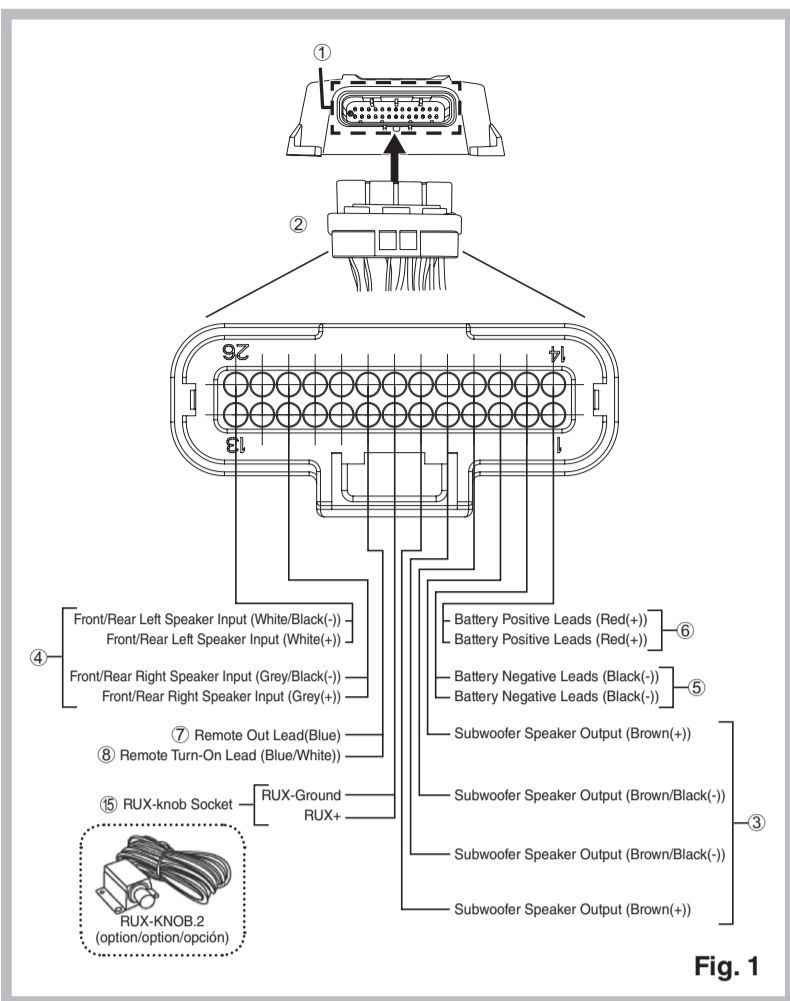 ①
②
26
14
13
1
④
Front/Rear Left Speaker Input (White/Black(-))
Front/Rear Left Speaker Input (White(+))
Front/Rear Right Speaker Input (Grey/Black(-))
Front/Rear Right Speaker Input (Grey(+))
⑦ Remote Out Lead(Blue)
⑧ Remote Turn-On Lead (Blue/White))
⑮ RUX-knob Socket
RUX-Ground
RUX+
RUX-KNOB.2
(option/option/opción)
Battery Positive Leads (Red(+))
Battery Positive Leads (Red(+))
⑥
Battery Negative Leads (Black(-))
Battery Negative Leads (Black(-))
⑤
Subwoofer Speaker Output (Brown(+))
Subwoofer Speaker Output (Brown/Black(-))
③
Subwoofer Speaker Output (Brown/Black(-))
Subwoofer Speaker Output (Brown(+))
Fig. 1